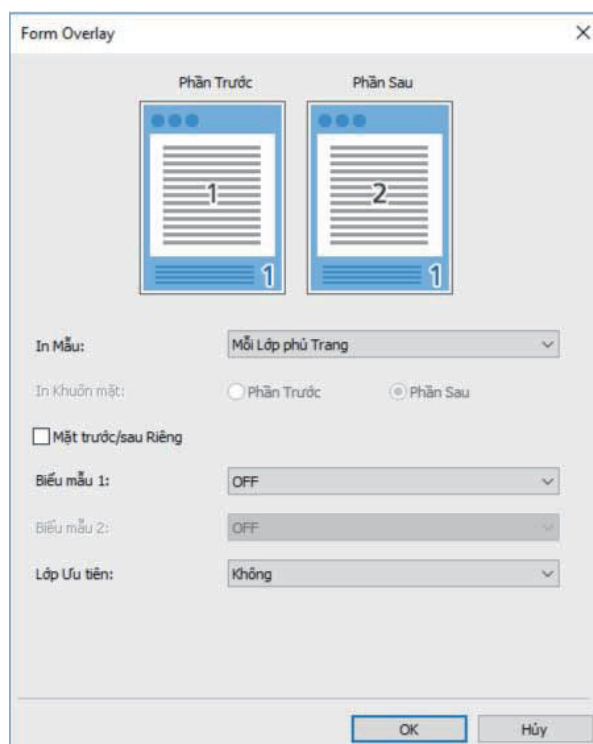 Form Overlay
Phần Trước Phần Sau
1 2
1 1
In Mẫu: Mỗi Lớp phủ Trang
In Khuôn mặt: Phần Trước Phần Sau
Mặt trước/sau Riêng
Biểu mẫu 1: OFF
Biểu mẫu 2: OFF
Lớp Ưu tiên: Không
OK Hủy